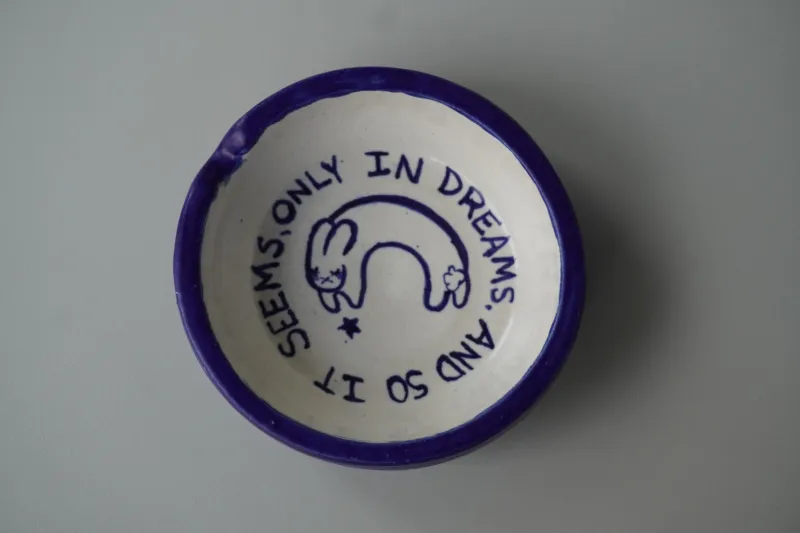 AND SO IT SEEMS, ONLY IN DREAMS.